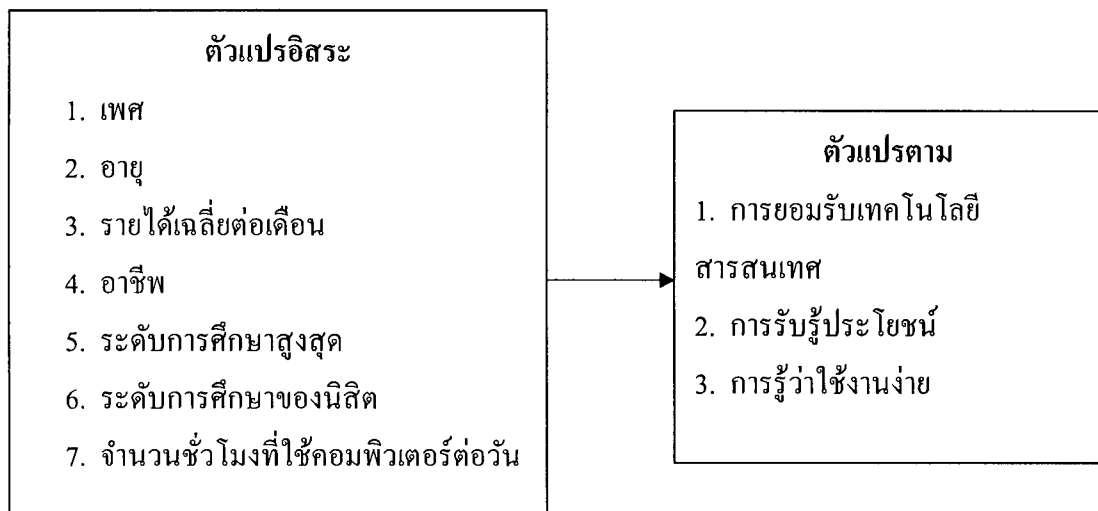 ตัวแปรอิสระ
1. เพศ
2. อายุ
3. รายได้เฉลี่ยต่อเดือน
4. อาชีพ
5. ระดับการศึกษาสูงสุด
6. ระดับการศึกษาของนิสิต
7. จำนวนชั่วโมงที่ใช้คอมพิวเตอร์ต่อวัน
ตัวแปรตาม
1. การยอมรับเทคโนโลยี
สารสนเทศ
2. การรับรู้ประโยชน์
3. การรู้ว่าใช้งานง่าย